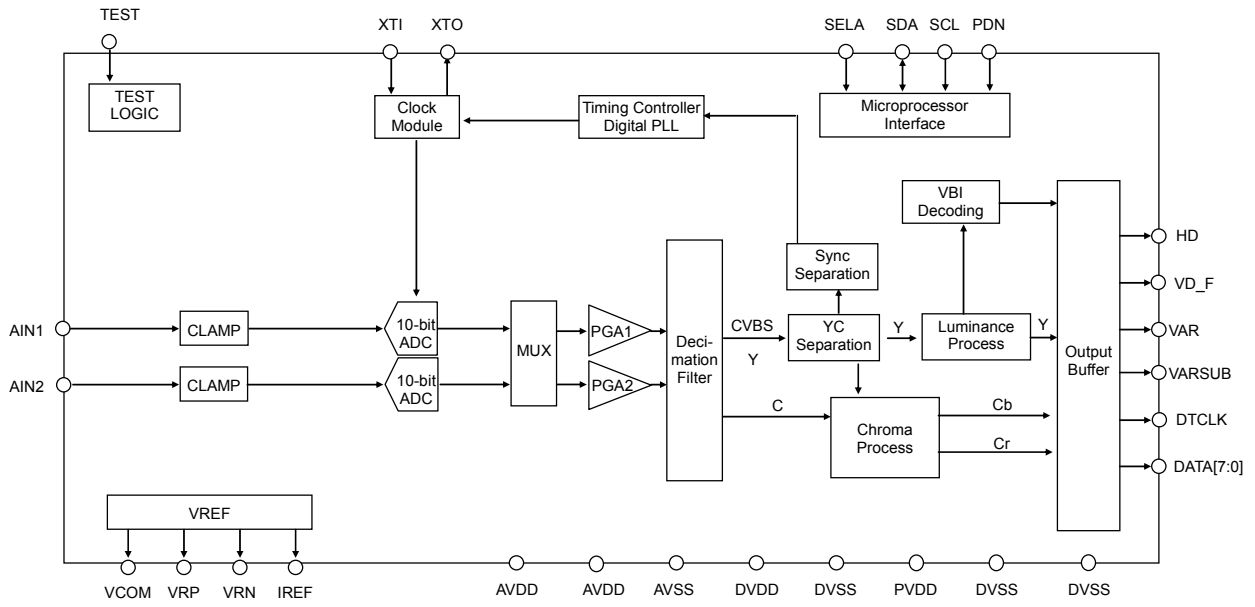 TEST
XTI
XTO
SELA
SDA
SCL
PDN
TEST
LOGIC
Clock
Module
Timing Controller
Digital PLL
Microprocessor
Interface
VBI
Decoding
HD
Sync
Separation
VD_F
AIN1
CLAMP
10-bit
ADC
MUX
PGA1
Deci-
mation
Filter
CVBS
Y
YC
Separation
Y
Luminance
Process
Y
Output
Buffer
VAR
AIN2
CLAMP
10-bit
ADC
PGA2
VARSUB
C
Chroma
Process
Cb
Cr
DTCLK
DATA[7:0]
VREF
VCOM
VRP
VRN
IREF
AVDD
AVDD
AVSS
DVDD
DVSS
PVDD
DVSS
DVSS